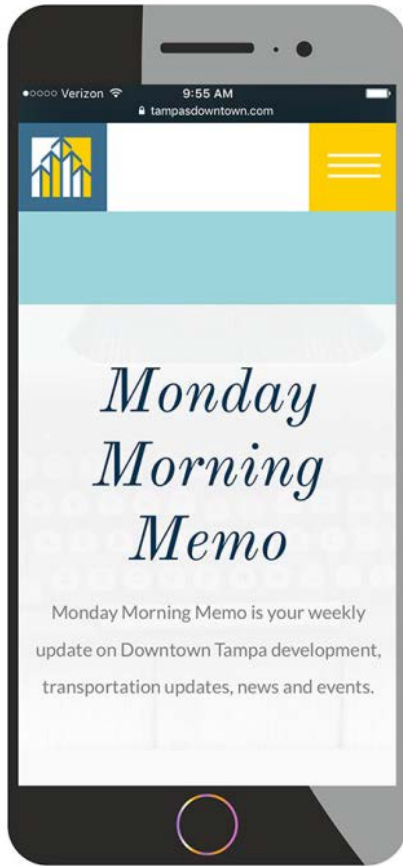 Verizon 9:55 AM
tampasdowntown.com
Monday
Morning
Memo
Monday Morning Memo is your weekly
update on Downtown Tampa development,
transportation updates, news and events.